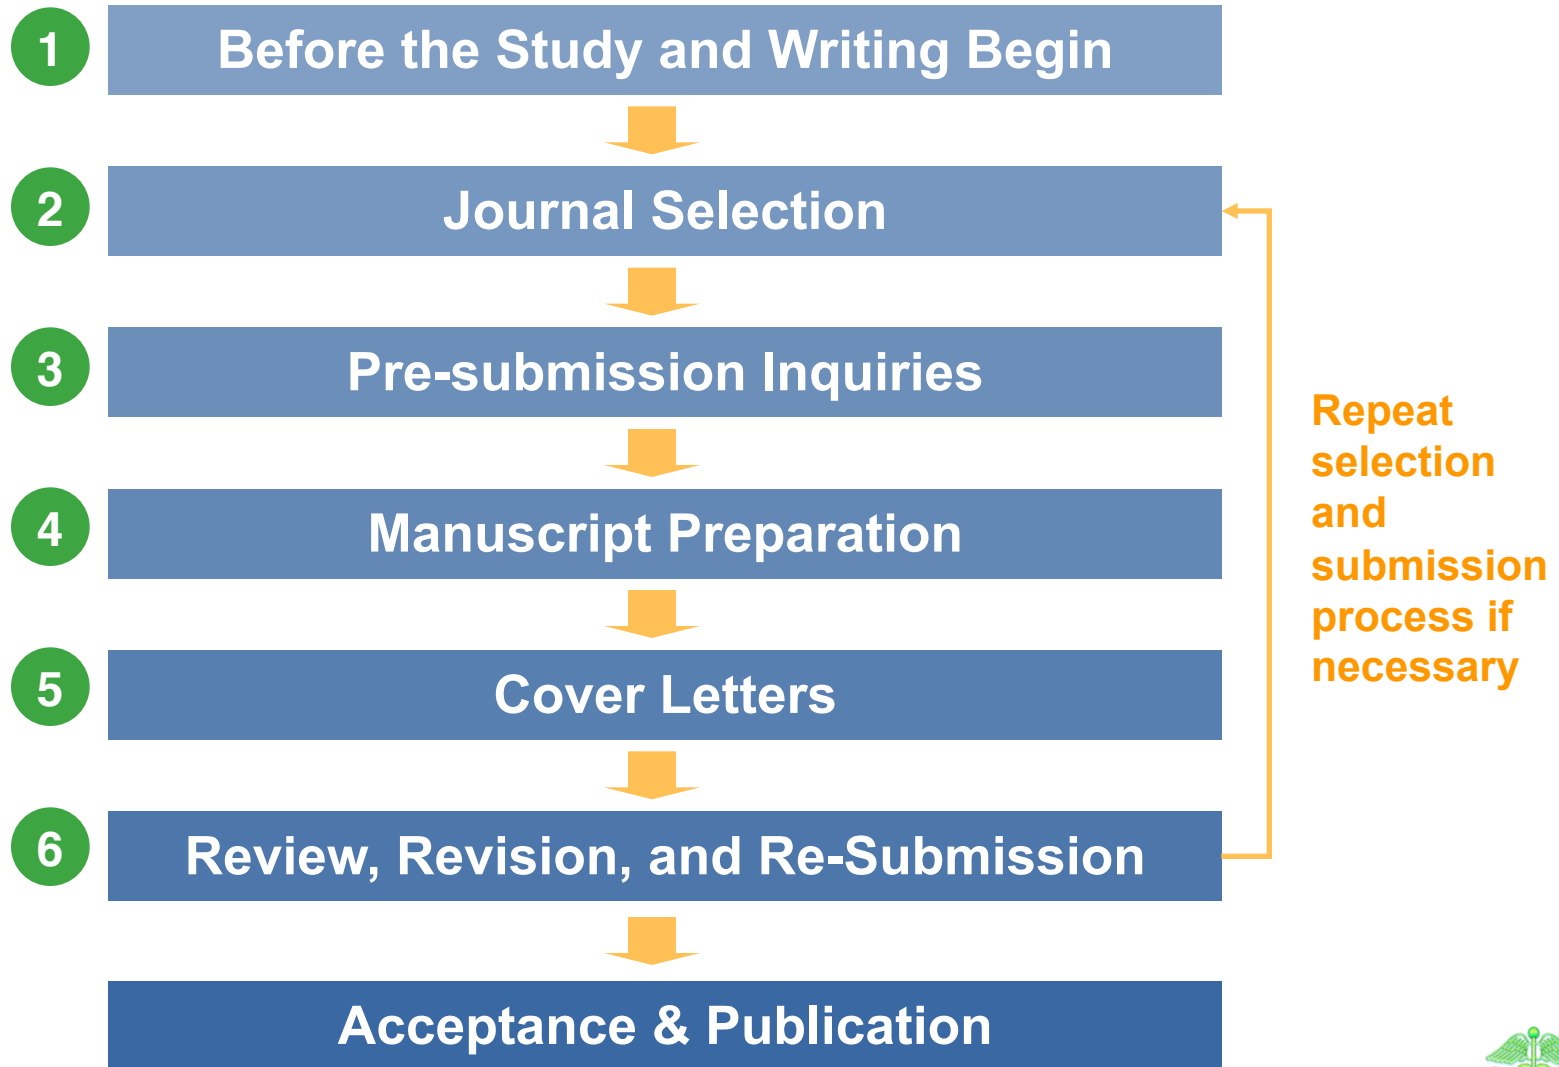 1
Before the Study and Writing Begin
2
Journal Selection
3
Pre-submission Inquiries
4
Manuscript Preparation
5
Cover Letters
6
Review, Revision, and Re-Submission
Acceptance & Publication
Repeat
selection
and
submission
process if
necessary